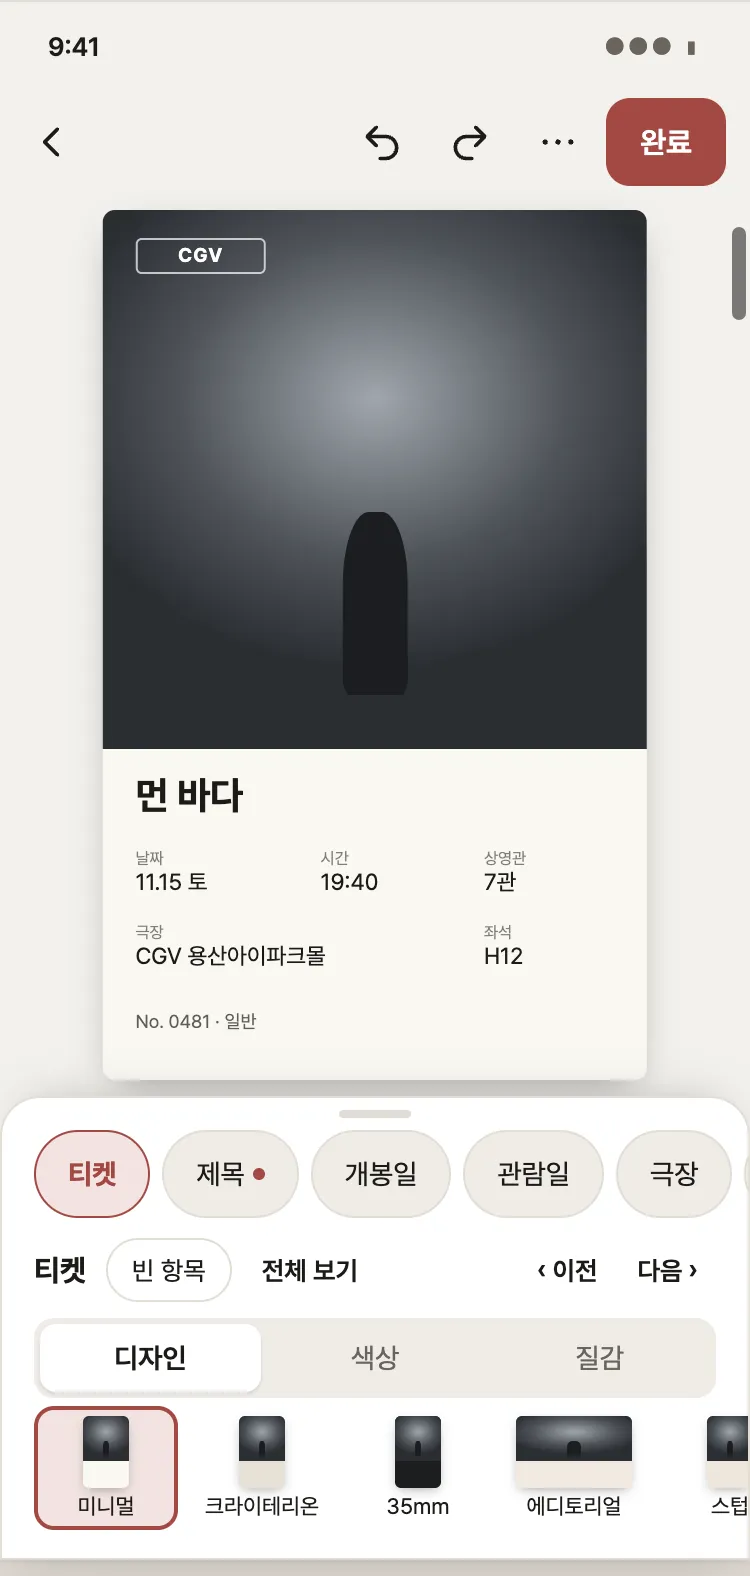 9:41
완료
CGV
먼 바다
날짜 시간 상영관
11.15 토 19:40 7관
극장 좌석
CGV 용산아이파크몰 H12
No. 0481 · 일반
티켓 제목 개봉일 관람일 극장
티켓 빈 항목 전체 보기 ‹ 이전 다음 ›
디자인 색상 질감
미니멀 크라이테리온 35mm 에디토리얼 스텁